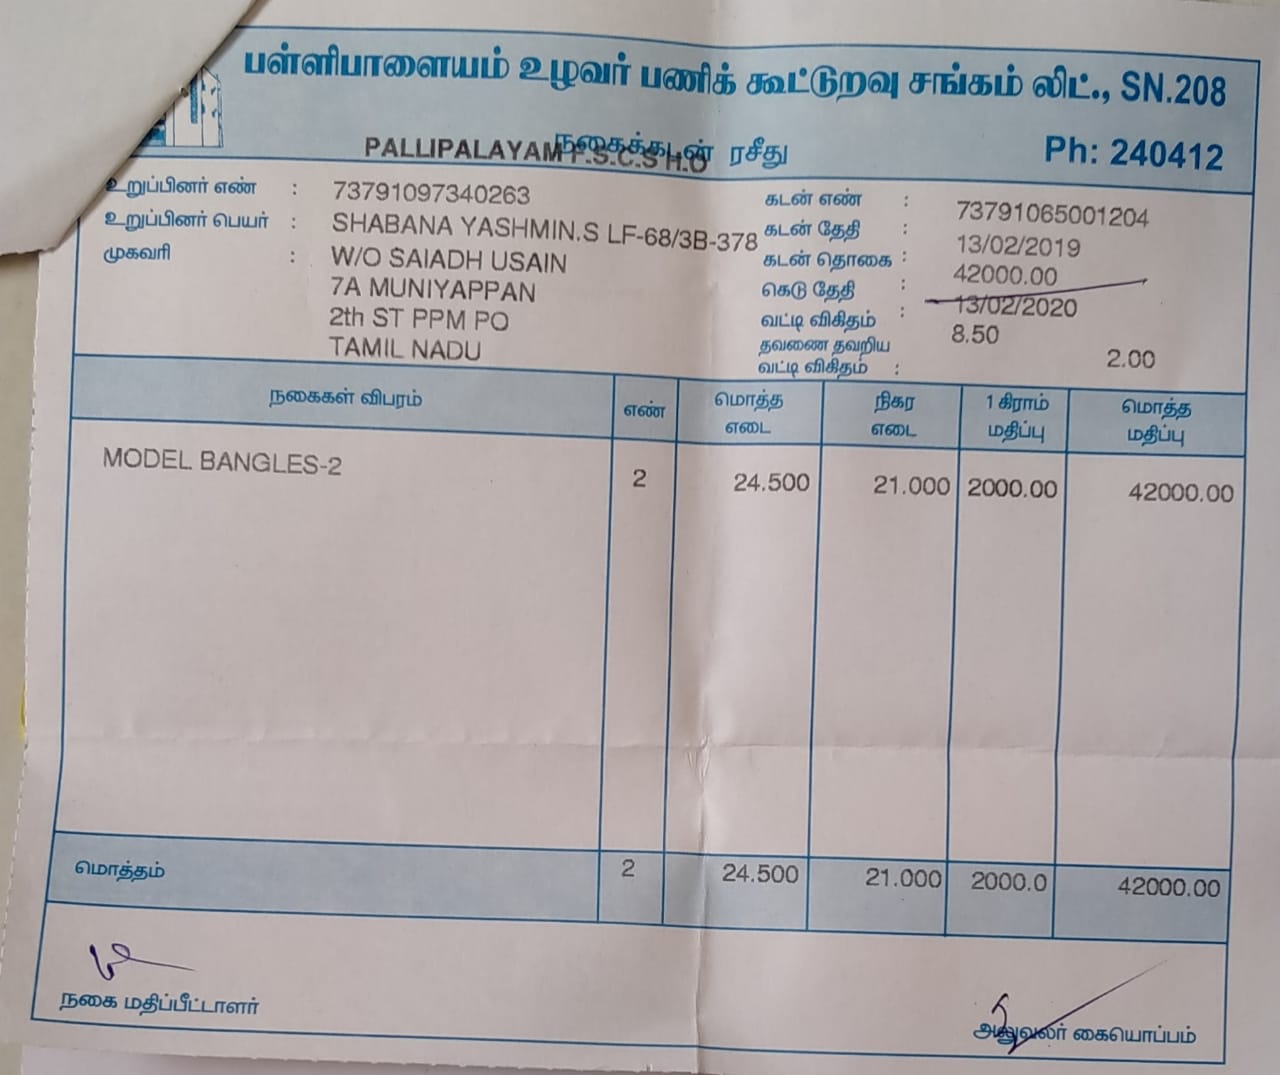 பள்ளிபாளையம் உழவர் பணிக் கூட்டுறவு சங்கம் லிட்., SN.208
நகைக்கடன் ரசீது
PALLIPALAYAM F.S.C.S H.O
Ph: 240412
உறுப்பினர் எண் : 73791097340263
உறுப்பினர் பெயர் : SHABANA YASHMIN.S LF-68/3B-378
முகவரி : W/O SAIADH USAIN
7A MUNIYAPPAN
2th ST PPM PO
TAMIL NADU
கடன் எண் : 73791065001204
கடன் தேதி : 13/02/2019
கடன் தொகை : 42000.00
கெடு தேதி : 13/02/2020
வட்டி விகிதம் : 8.50
தவணை தவறிய
வட்டி விகிதம் : 2.00
நகைகள் விபரம் எண் மொத்த எடை நிகர எடை 1 கிராம் மதிப்பு மொத்த மதிப்பு
MODEL BANGLES-2 2 24.500 21.000 2000.00 42000.00
மொத்தம் 2 24.500 21.000 2000.0 42000.00
நகை மதிப்பீட்டாளர்
அலுவலர் கையொப்பம்